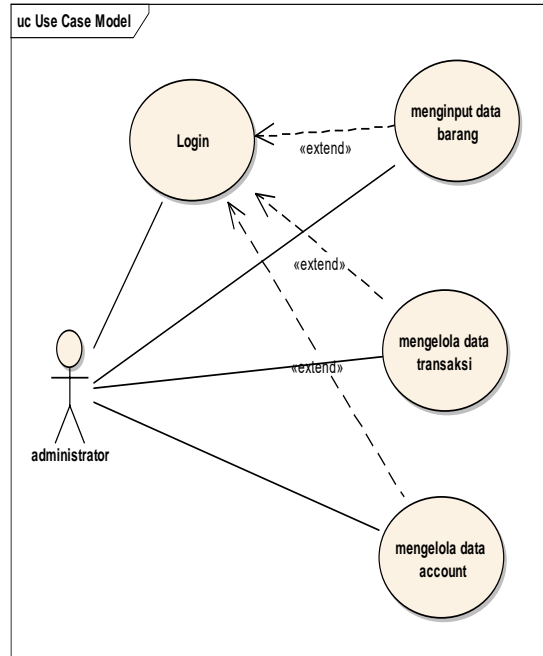 uc Use Case Model
Login
menginput data
barang
«extend»
«extend»
mengelola data
transaksi
«extend»
administrator
mengelola data
account